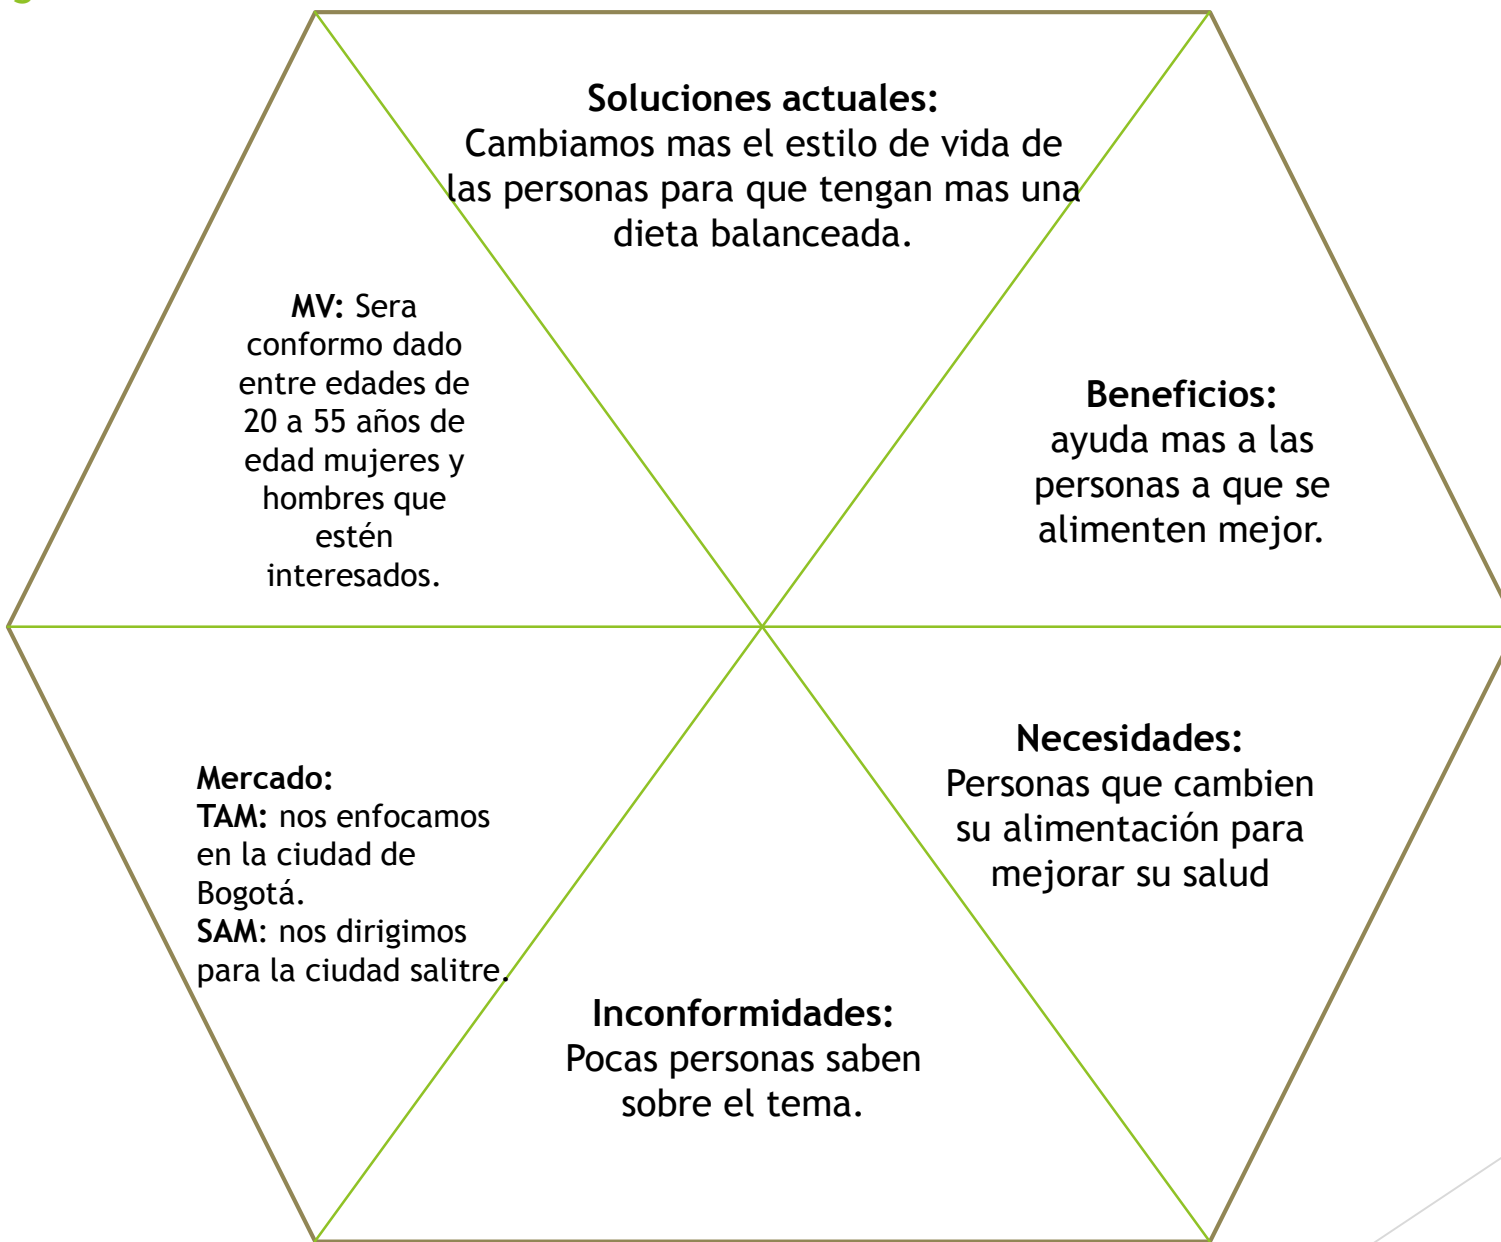 Soluciones actuales:
Cambiamos mas el estilo de vida de
las personas para que tengan mas una
dieta balanceada.
MV: Sera
conformo dado
entre edades de
20 a 55 años de
edad mujeres y
hombres que
estén
interesados.
Beneficios:
ayuda mas a las
personas a que se
alimenten mejor.
Mercado:
TAM: nos enfocamos
en la ciudad de
Bogotá.
SAM: nos dirigimos
para la ciudad salitre.
Necesidades:
Personas que cambien
su alimentación para
mejorar su salud
Inconformidades:
Pocas personas saben
sobre el tema.